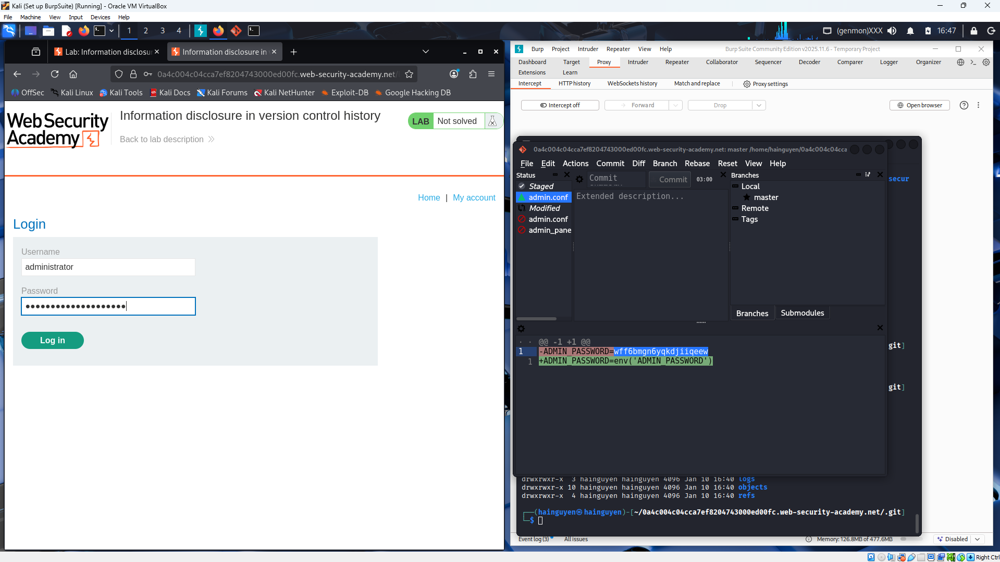 Kali (Set up BurpSuite) [Running] - Oracle VM VirtualBox
File Machine View Input Devices Help
1 2 3 4
(genmon)XXX 16:47
Lab: Information disclosur
Information disclosure in
0a4c004c04cca7ef8204743000ed00fc.web-security-academy.net/
OffSec Kali Linux Kali Tools Kali Docs Kali Forums Kali NetHunter Exploit-DB Google Hacking DB
Web Security Academy
Information disclosure in version control history
Back to lab description
LAB Not solved
Home | My account
Login
Username
administrator
Password
••••••••••••••••••••
Log in
Burp Project Intruder Repeater View Help
Burp Suite Community Edition v2025.11.6 - Temporary Project
Dashboard Target Proxy Intruder Repeater Collaborator Sequencer Decoder Comparer Logger Organizer
Extensions Learn
Intercept HTTP history WebSockets history Match and replace Proxy settings
Intercept off Forward Drop Open browser
0a4c004c04cca7ef8204743000ed00fc.web-security-academy.net: master /home/hainguyen/0a4c004c04cca
File Edit Actions Commit Diff Branch Rebase Reset View Help
Status
Staged
admin.conf
Modified
admin.conf
admin_pane
Commit
Commit 03:00
Extended description...
Branches
Local
master
Remote
Tags
Branches Submodules
secur
@@ -1 +1 @@
1 -ADMIN_PASSWORD=wff6bmgn6yqkdjiiqeew
1 +ADMIN_PASSWORD=env('ADMIN_PASSWORD')
git]
git]
drwxrwxr-x 3 hainguyen hainguyen 4096 Jan 10 16:40 logs
drwxrwxr-x 10 hainguyen hainguyen 4096 Jan 10 16:40 objects
drwxrwxr-x 4 hainguyen hainguyen 4096 Jan 10 16:40 refs
(hainguyen㉿hainguyen)-[~/0a4c004c04cca7ef8204743000ed00fc.web-security-academy.net/.git]
$
Event log (3) All issues
Memory: 126.8MB of 477.6MB
Disabled
Right Ctrl